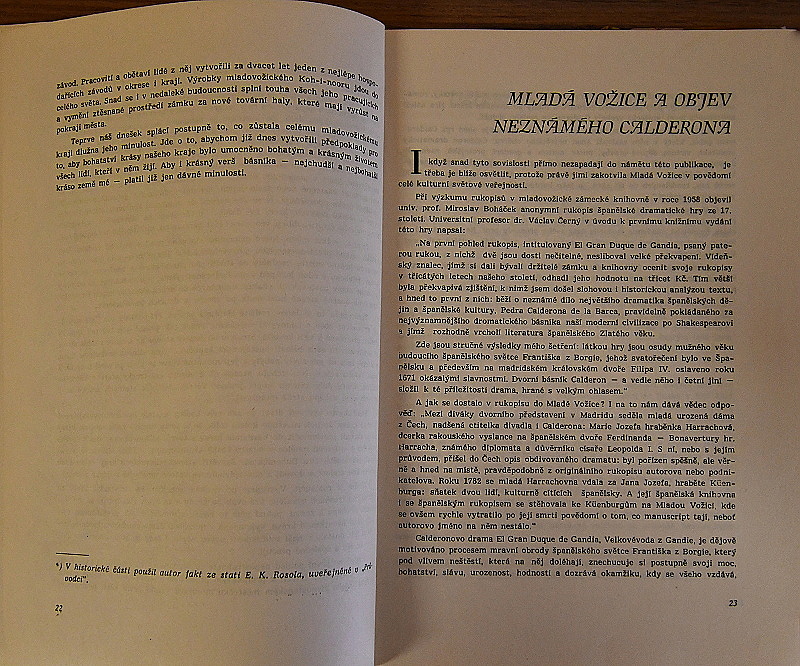 závod. Pracovití a obětaví lidé z něj vytvořili za dvacet let jeden z nejlépe hospo-
dařících závodů v okrese i kraji. Výrobky mladovožického Koh-i-nooru jdou do
celého světa. Snad se i v nedaleké budoucnosti splní touha všech jeho pracujících
a vymění ztěsnané prostředí zámku za nové tovární haly, které mají vyrůst na
pokraji města.
Teprve náš dnešek splácí postupně to, co zůstala celému mladovožickému
kraji dlužna jeho minulost. Jde o to, abychom již dnes vytvořili předpoklady pro
to, aby bohatství krásy našeho kraje bylo umocněno bohatým a krásným životem
všech lidí, kteří v něm žijí. Aby i krásný verš básníka — nejchudší a nejbohatší
kráso země mé — platil již jen dávné minulosti.
*) V historické části použil autor fakt ze stati E. K. Rosola, uveřejněné v „Prů
vodci“.
22
MLADÁ VOŽICE A OBJEV
NEZNÁMÉHO CALDERONA
I když snad tyto sovislosti přímo nezapadají do námětu této publikace, je
třeba je blíže osvětlit, protože právě jimi zakotvila Mladá Vožice v povědomí
celé kulturní světové veřejnosti.
Při výzkumu rukopisů v mladovožické zámecké knihovně v roce 1958 objevil
univ. prof. Miroslav Boháček anonymní rukopis španělské dramatické hry ze 17.
století. Universitní profesor dr. Václav Černý v úvodu k prvnímu knižnímu vydání
této hry napsal:
„Na první pohled rukopis, intitulovaný El Gran Duque de Gandía, psaný pate-
rou rukou, z nichž dvě jsou dosti nečitelné, nesliboval velké překvapení. Vídeň-
ský znalec, jímž si dali bývalí držitelé zámku a knihovny ocenit svoje rukopisy
v třicátých letech našeho století, odhadl jeho hodnotu na třicet Kč. Tím větší
byla překvapivá zjištění, k nimž jsem došel slohovou i historickou analýzou textu,
a hned to první z nich: běží o neznámé dílo největšího dramatika španělských dě-
jin a španělské kultury, Pedra Calderona de la Barca, pravidelně pokládaného za
nejvýznamnějšího dramatického básníka naší moderní civilizace po Shakespearovi
a jímž rozhodně vrcholí literatura španělského Zlatého věku.
Zde jsou stručné výsledky mého šetření: látkou hry jsou osudy mužného věku
budoucího španělského světce Františka z Borgie, jehož svatořečení bylo ve Špa-
nělsku a především na madridském královském dvoře Filipa IV. oslaveno roku
1671 okázalými slavnostmi. Dvorní básník Calderon — a vedle něho i četní jiní —
složil k té příležitosti drama, hrané s velkým ohlasem.“
A jak se dostalo v rukopisu do Mladé Vožice? I na to nám dává vědec odpo-
věď: „Mezi diváky dvorního představení v Madridu seděla mladá urozená dáma
z Čech, nadšená ctitelka divadla i Calderona: Marie Jozefa hraběnka Harrachová,
dcerka rakouského vyslance na španělském dvoře Ferdinanda — Bonaventury hr.
Harracha, známého diplomata a důvěrníka císaře Leopolda I. S ní, nebo s jejím
průvodem, přišel do Čech opis obdivovaného dramatu: byl pořízen spěšně, ale věr-
ně a hned na místě, pravděpodobně z originálního rukopisu autorova nebo podni-
katelova. Roku 1782 se mladá Harrachovna vdala za Jana Jozefa, hraběte Küen-
burga: sňatek dvou lidí, kulturně cítících španělsky. A její španělská knihovna
i se španělským rukopisem se stěhovala ke Küenburgům na Mladou Vožici, kde
se ovšem rychle vytratilo po její smrti povědomí o tom, co manuscript tají, neboť
autorovo jméno na něm nestálo.“
Calderonovo drama El Gran Duque de Gandía, Velkovévoda z Gandie, je dějově
motivováno procesem mravní obrody španělského světce Františka z Borgie, který
pod vlivem neštěstí, která na něj doléhají, znechucuje si postupně svoji moc,
bohatství, slávu, urozenost, hodnosti a dozrává okamžiku, kdy se všeho vzdává,
23